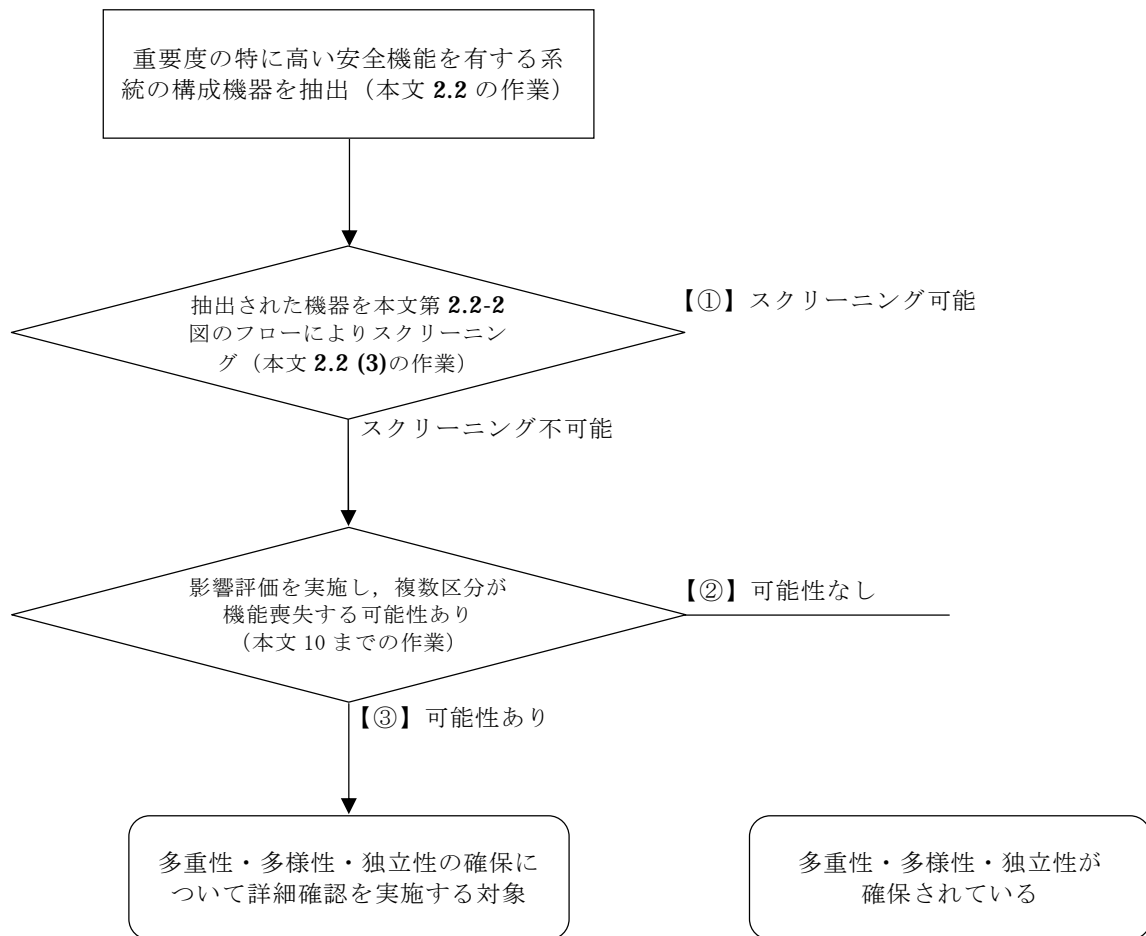 重要度の特に高い安全機能を有する系
統の構成機器を抽出（本文 2.2 の作業）
抽出された機器を本文第 2.2-2
図のフローによりスクリーニン
グ（本文 2.2 (3)の作業）
【①】スクリーニング可能
スクリーニング不可能
影響評価を実施し，複数区分が
機能喪失する可能性あり
（本文 10 までの作業）
【②】可能性なし
【③】可能性あり
多重性・多様性・独立性の確保に
ついて詳細確認を実施する対象
多重性・多様性・独立性が
確保されている